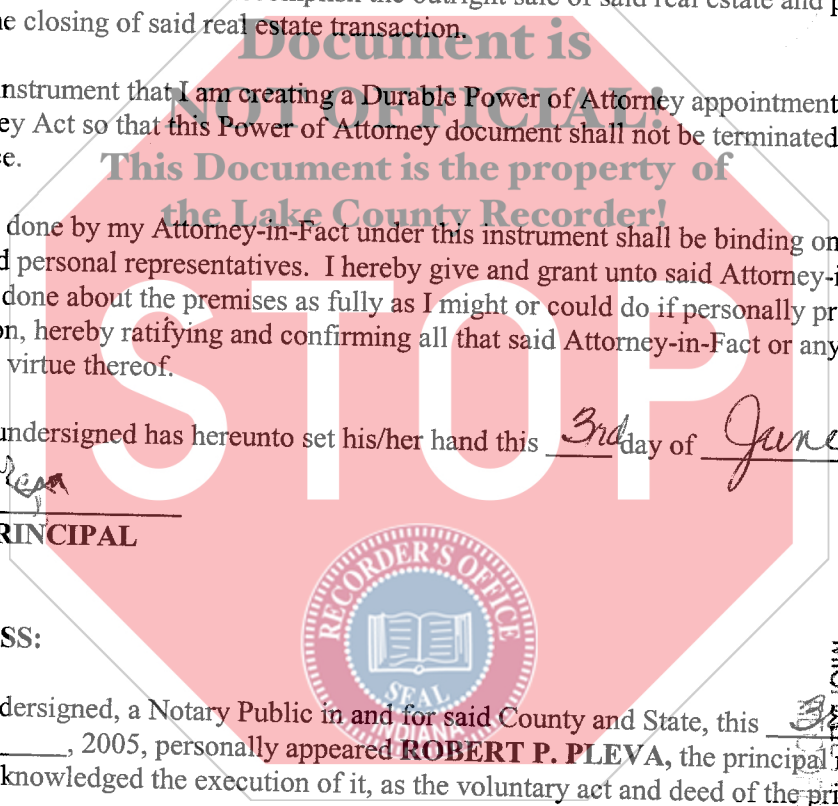 the closing of said real estate transaction.
Document is
nstrument that I am creating a Durable Power of Attorney appointment
NOT OFFICIAL!
ey Act so that this Power of Attorney document shall not be terminated
ce.
This Document is the property of
the Lake County Recorder!
done by my Attorney-in-Fact under this instrument shall be binding on
d personal representatives. I hereby give and grant unto said Attorney-i
done about the premises as fully as I might or could do if personally pr
on, hereby ratifying and confirming all that said Attorney-in-Fact or any
virtue thereof.
STOP
undersigned has hereunto set his/her hand this 3rd day of June
RINCIPAL
RECORDER'S OFFICE
SEAL
INDIANA
SS:
dersigned, a Notary Public in and for said County and State, this
, 2005, personally appeared ROBERT P. PLEVA, the principal
knowledged the execution of it, as the voluntary act and deed of the pri